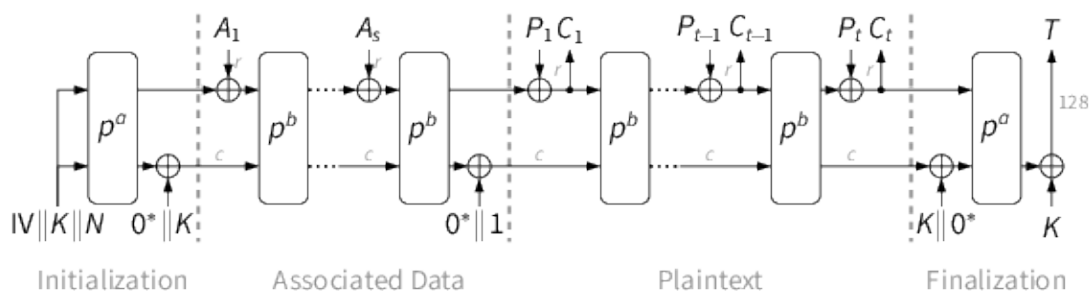 A₁ Aₛ P₁ C₁ Pₜ₋₁ Cₜ₋₁ Pₜ Cₜ T
r r r r r
128
pᵃ pᵇ pᵇ pᵇ pᵇ pᵃ
c c c c c
IV‖K‖N 0*‖K 0*‖1 K‖0* K
Initialization Associated Data Plaintext Finalization